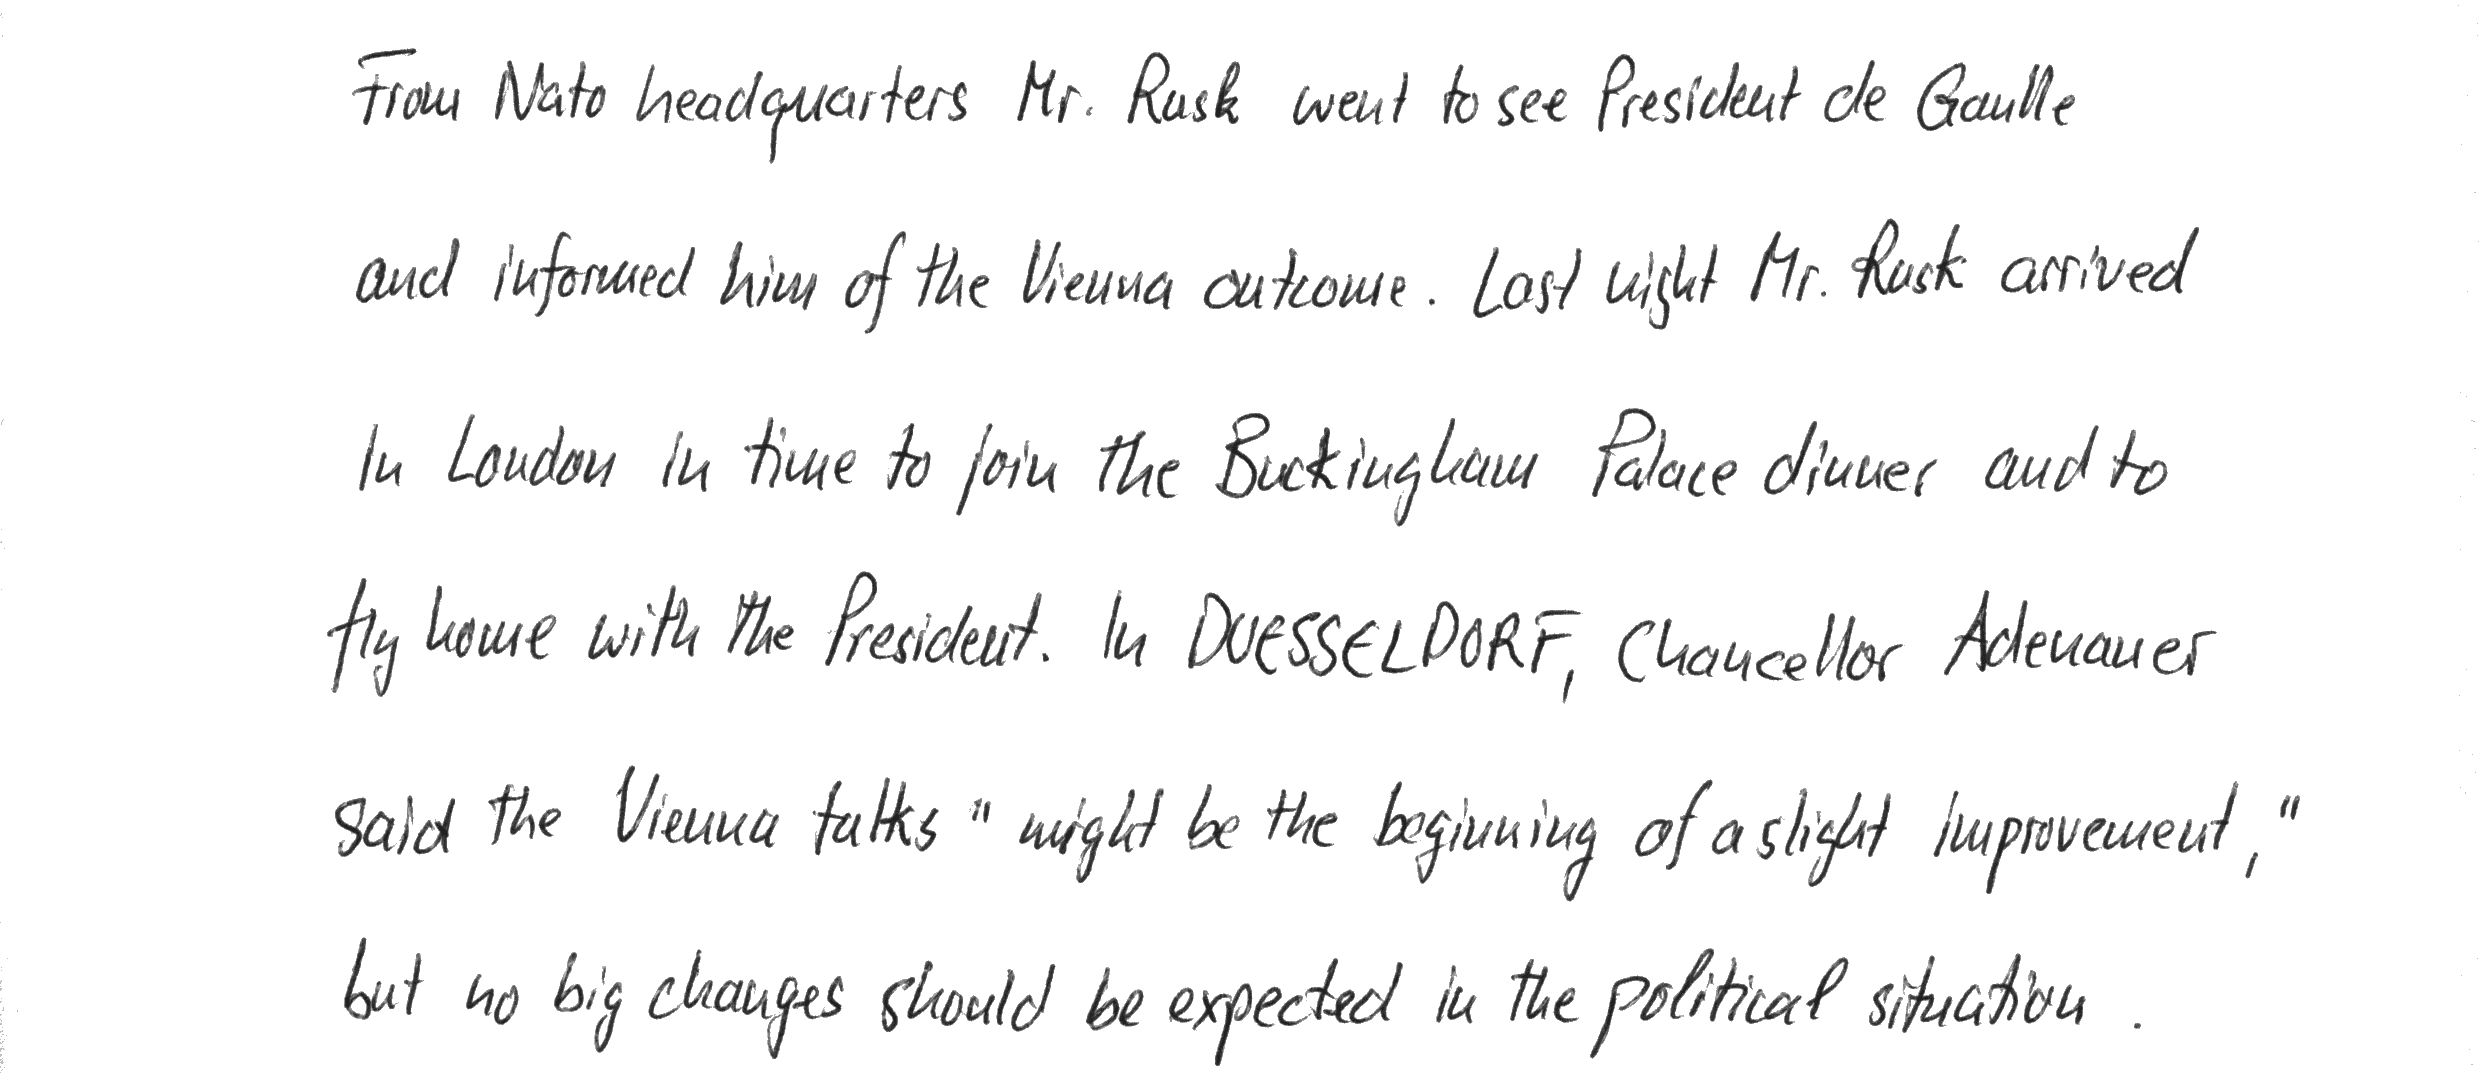 From Nato headquarters Mr. Rusk went to see President de Gaulle
and informed him of the Vienna outcome. Last night Mr. Rusk arrived
in London in time to join the Buckingham Palace dinner and to
fly home with the President. In DUESSELDORF, Chancellor Adenauer
said the Vienna talks "might be the beginning of a slight improvement,"
but no big changes should be expected in the political situation.